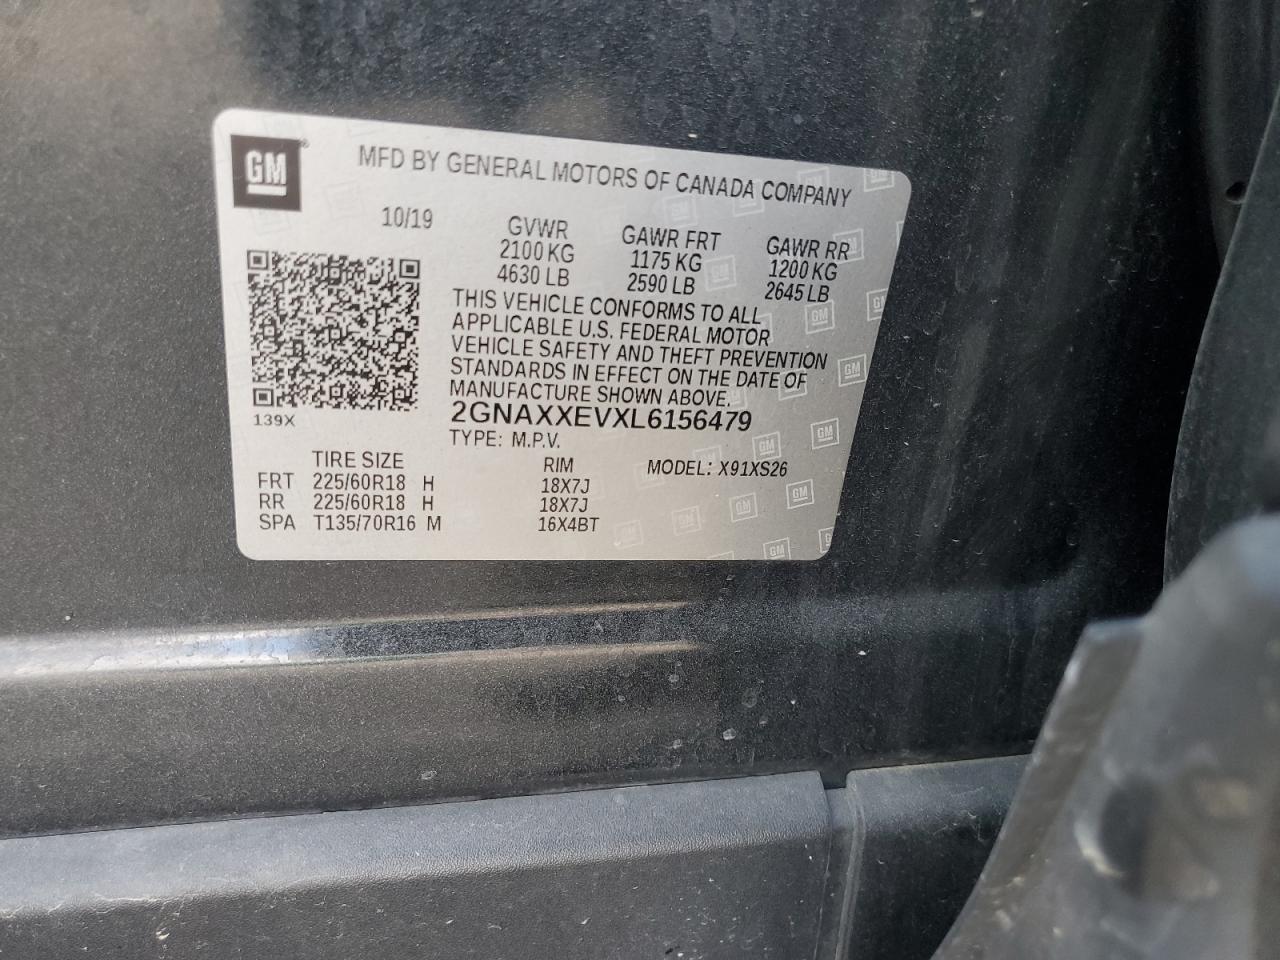 GM
MFD BY GENERAL MOTORS OF CANADA COMPANY
10/19 GVWR GAWR FRT GAWR RR
2100 KG 1175 KG 1200 KG
4630 LB 2590 LB 2645 LB
THIS VEHICLE CONFORMS TO ALL
APPLICABLE U.S. FEDERAL MOTOR
VEHICLE SAFETY AND THEFT PREVENTION
STANDARDS IN EFFECT ON THE DATE OF
MANUFACTURE SHOWN ABOVE.
139X
2GNAXXEVXL6156479
TYPE: M.P.V.
TIRE SIZE RIM MODEL: X91XS26
FRT 225/60R18 H 18X7J
RR 225/60R18 H 18X7J
SPA T135/70R16 M 16X4BT